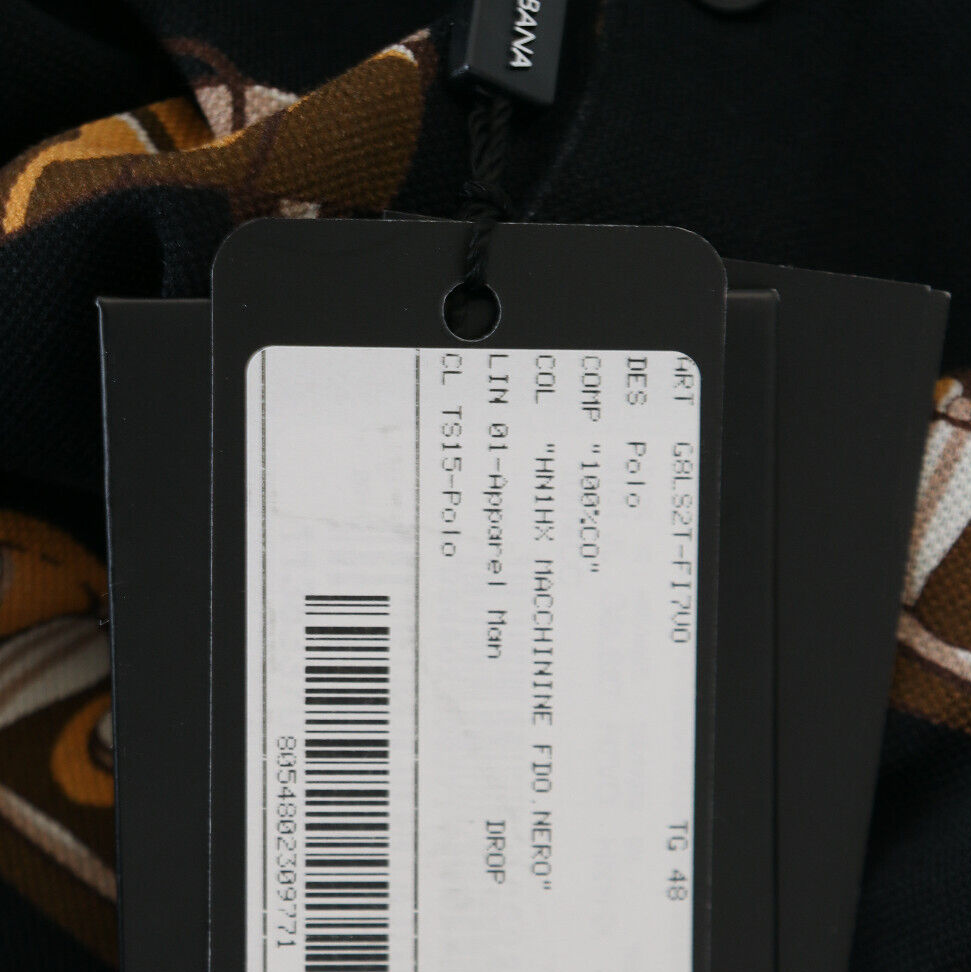 BANA
ART G8LS2T-FI7V0 TG 48
DES Polo
COMP "100%CO"
COL "HN1HX MACCHININE FDO.NERO"
LIN 01-Apparel Man DROP
CL TS15-Polo
8054802309771